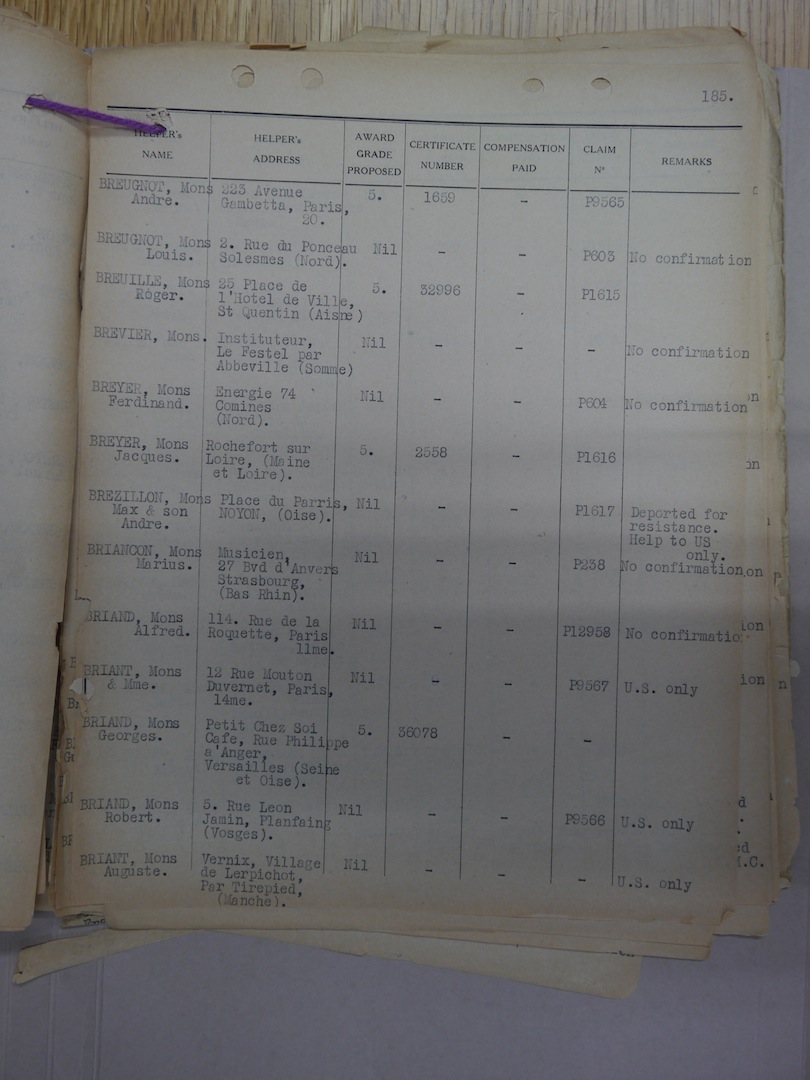 185.
HELPER's NAME | HELPER's ADDRESS | AWARD GRADE PROPOSED | CERTIFICATE NUMBER | COMPENSATION PAID | CLAIM Nº | REMARKS
BREUGNOT, Mons 223 Avenue 5. 1659 - P9565
Andre. Gambetta, Paris,
20.
BREUGNOT, Mons 2. Rue du Ponceau Nil - - P603 No confirmation
Louis. Solesmes (Nord).
BREUILLE, Mons 25 Place de 5. 32996 - P1615
Roger. l'Hotel de Ville,
St Quentin (Aisne)
BREVIER, Mons. Instituteur, Nil - - - No confirmation
Le Festel par
Abbeville (Somme)
BREYER, Mons Energie 74 Nil - - P604 No confirmation
Ferdinand. Comines
(Nord).
BREYER, Mons Rochefort sur 5. 2558 - P1616
Jacques. Loire, (Maine
et Loire).
BREZILLON, Mons Place du Parris, Nil - - P1617 Deported for
Max & son NOYON, (Oise). resistance.
Andre. Help to US
only.
BRIANCON, Mons Musicien, Nil - - P238 No confirmation
Marius. 27 Bvd d'Anvers
Strasbourg,
(Bas Rhin).
BRIAND, Mons 114. Rue de la Nil - - P12958 No confirmatio
Alfred. Roquette, Paris
11me.
BRIANT, Mons 12 Rue Mouton Nil - - P9567 U.S. only
& Mme. Duvernet, Paris,
14me.
BRIAND, Mons Petit Chez Soi 5. 36078 - -
Georges. Cafe, Rue Philippe
a'Anger,
Versailles (Seine
et Oise).
BRIAND, Mons 5. Rue Leon Nil - - P9566 U.S. only
Robert. Jamin, Planfaing
(Vosges).
BRIANT, Mons Vernix, Village Nil - - - U.S. only
Auguste. de Lerpichot,
Par Tirepied,
(Manche).